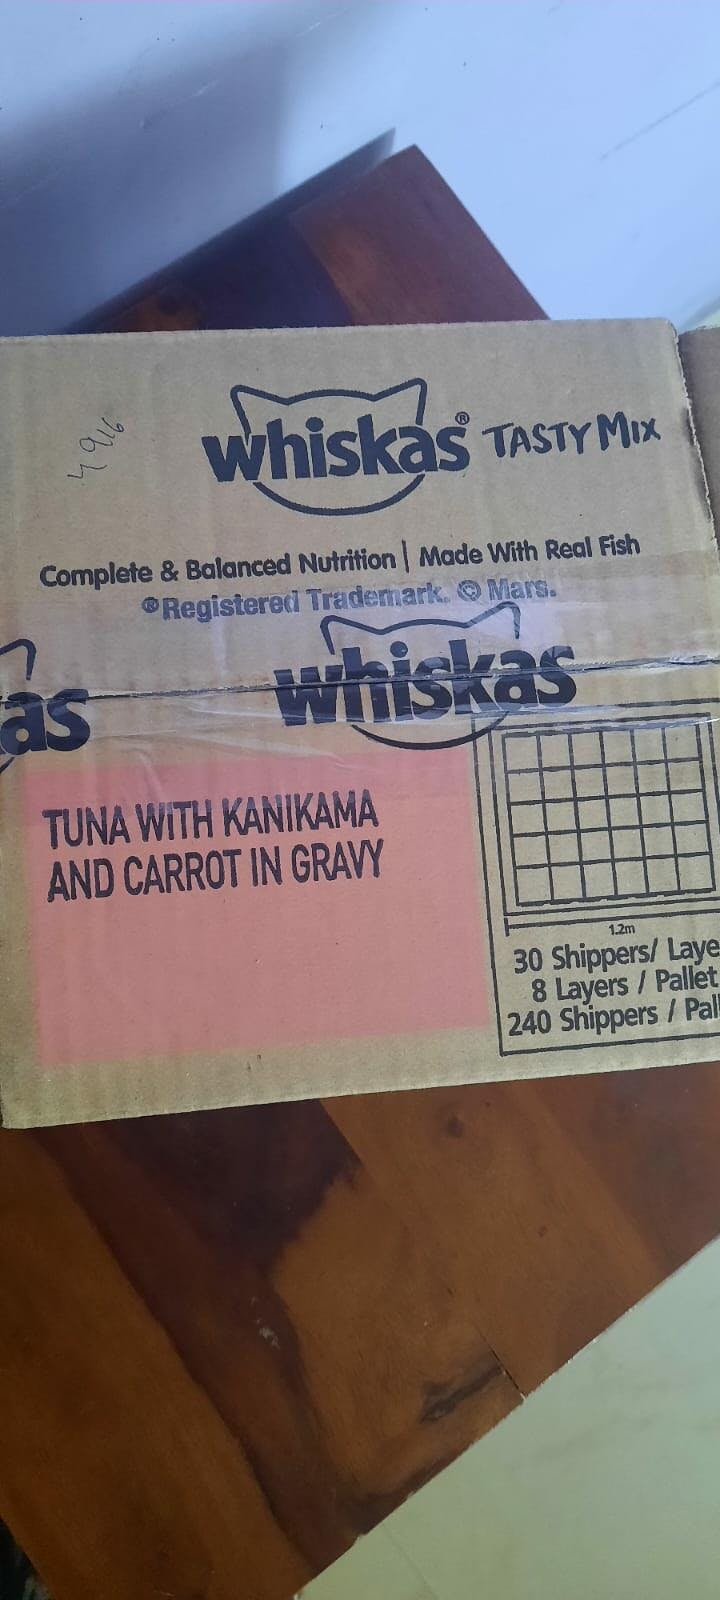 whiskas® TASTY MIX
4916
Complete & Balanced Nutrition | Made With Real Fish
®Registered Trademark. © Mars.
whiskas
as
TUNA WITH KANIKAMA
AND CARROT IN GRAVY
1.2m
30 Shippers/ Laye
8 Layers / Pallet
240 Shippers / Pal